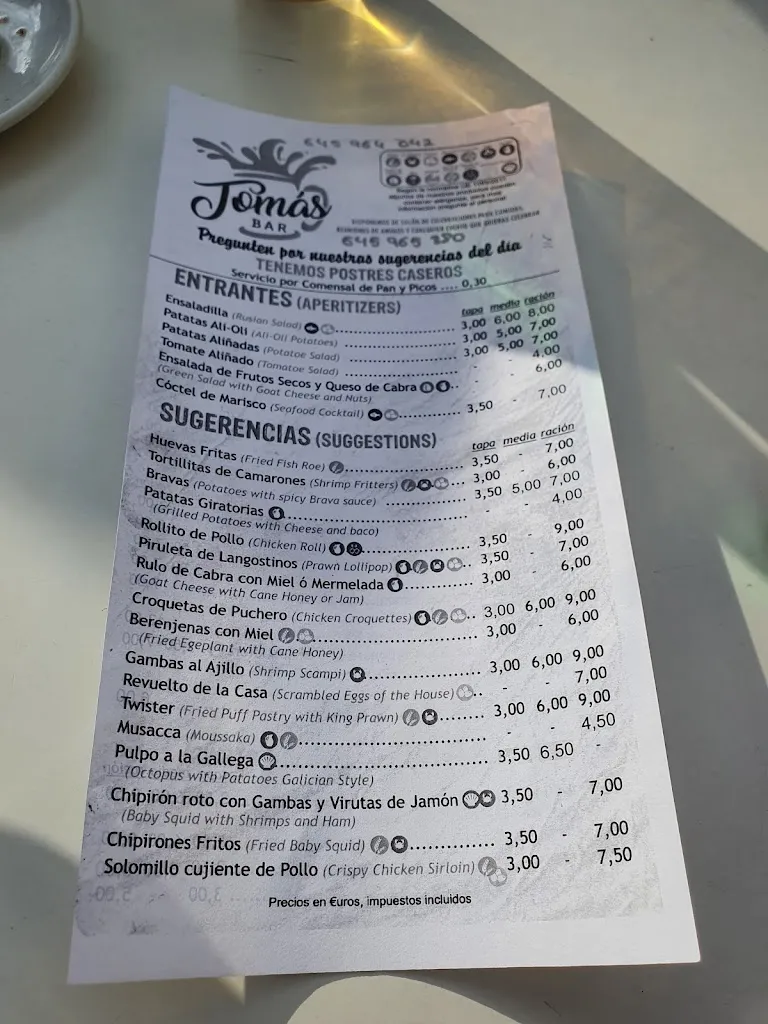 645 964 042
Tomás
BAR
645 965 350
Pregunten por nuestras sugerencias del día
TENEMOS POSTRES CASEROS
Servicio por Comensal de Pan y Picos .... 0,30
ENTRANTES (APERITIZERS)
tapa media ración
Ensaladilla (Rusian Salad) 3,00 6,00 8,00
Patatas Ali-Oli (Ali-Oli Potatoes) 3,00 5,00 7,00
Patatas Aliñadas (Potatoe Salad) 3,00 5,00 7,00
Tomate Aliñado (Tomatoe Salad) - - 4,00
Ensalada de Frutos Secos y Queso de Cabra - - 6,00
(Green Salad with Goat Cheese and Nuts)
Cóctel de Marisco (Seafood Cocktail) 3,50 - 7,00
SUGERENCIAS (SUGGESTIONS)
tapa media ración
Huevas Fritas (Fried Fish Roe) 3,50 - 7,00
Tortillitas de Camarones (Shrimp Fritters) 3,00 - 6,00
Bravas (Potatoes with spicy Brava sauce) 3,50 5,00 7,00
Patatas Giratorias - - 4,00
(Grilled Potatoes with Cheese and baco)
Rollito de Pollo (Chicken Roll) 3,50 - 9,00
Piruleta de Langostinos (Prawn Lollipop) 3,50 - 7,00
Rulo de Cabra con Miel ó Mermelada 3,00 - 6,00
(Goat Cheese with Cane Honey or Jam)
Croquetas de Puchero (Chicken Croquettes) 3,00 6,00 9,00
Berenjenas con Miel 3,00 - 6,00
(Fried Egeplant with Cane Honey)
Gambas al Ajillo (Shrimp Scampi) 3,00 6,00 9,00
Revuelto de la Casa (Scrambled Eggs of the House) - - 7,00
Twister (Fried Puff Pastry with King Prawn) 3,00 6,00 9,00
Musacca (Moussaka) - - 4,50
Pulpo a la Gallega 3,50 6,50 -
(Octopus with Patatoes Galician Style)
Chipirón roto con Gambas y Virutas de Jamón 3,50 - 7,00
(Baby Squid with Shrimps and Ham)
Chipirones Fritos (Fried Baby Squid) 3,50 - 7,00
Solomillo cujiente de Pollo (Crispy Chicken Sirloin) 3,00 - 7,50
Precios en €uros, impuestos incluidos